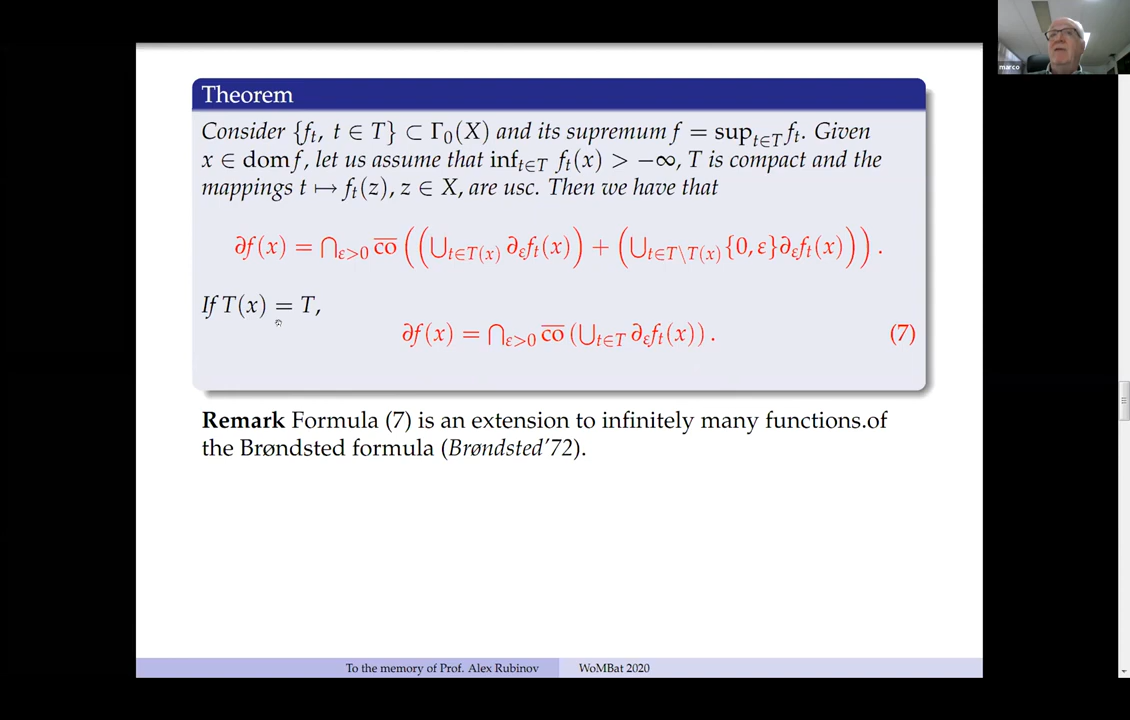 marco
Theorem
Consider {f_t, t ∈ T} ⊂ Γ_0(X) and its supremum f = sup_{t∈T} f_t. Given
x ∈ dom f, let us assume that inf_{t∈T} f_t(x) > −∞, T is compact and the
mappings t ↦ f_t(z), z ∈ X, are usc. Then we have that
∂f(x) = ⋂_{ε>0} \overline{co} ((⋃_{t∈T(x)} ∂_ε f_t(x)) + (⋃_{t∈T\T(x)} {0, ε}∂_ε f_t(x))) .
If T(x) = T,
∂f(x) = ⋂_{ε>0} \overline{co} (⋃_{t∈T} ∂_ε f_t(x)) . (7)
Remark Formula (7) is an extension to infinitely many functions.of
the Brøndsted formula (Brøndsted'72).
To the memory of Prof. Alex Rubinov WoMBat 2020